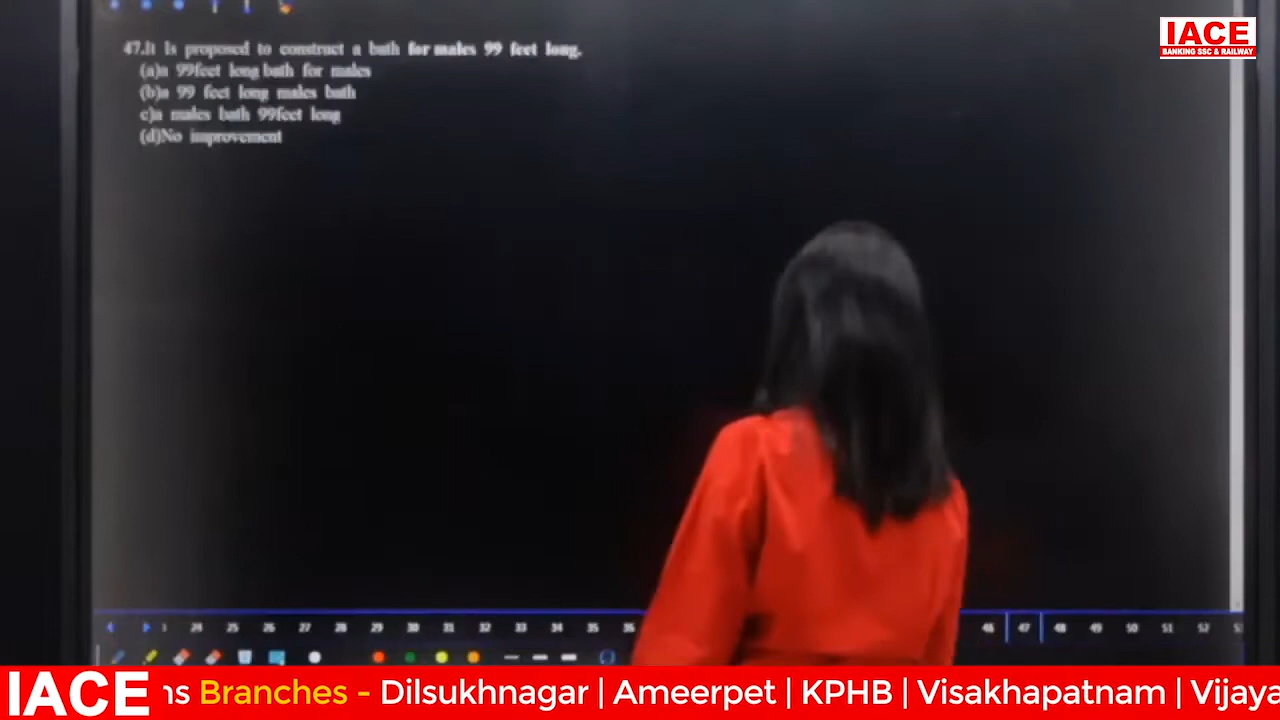 IACE
BANKING SSC & RAILWAY
47.It Is proposed to construct a bath for males 99 feet long.
(a)a 99feet long bath for males
(b)a 99 feet long males bath
c)a males bath 99feet long
(d)No improvement
24 25 26 27 28 29 30 31 32 33 34 35 36 46 47 48 49 50 51 52
IACE ns Branches - Dilsukhnagar | Ameerpet | KPHB | Visakhapatnam | Vijaya